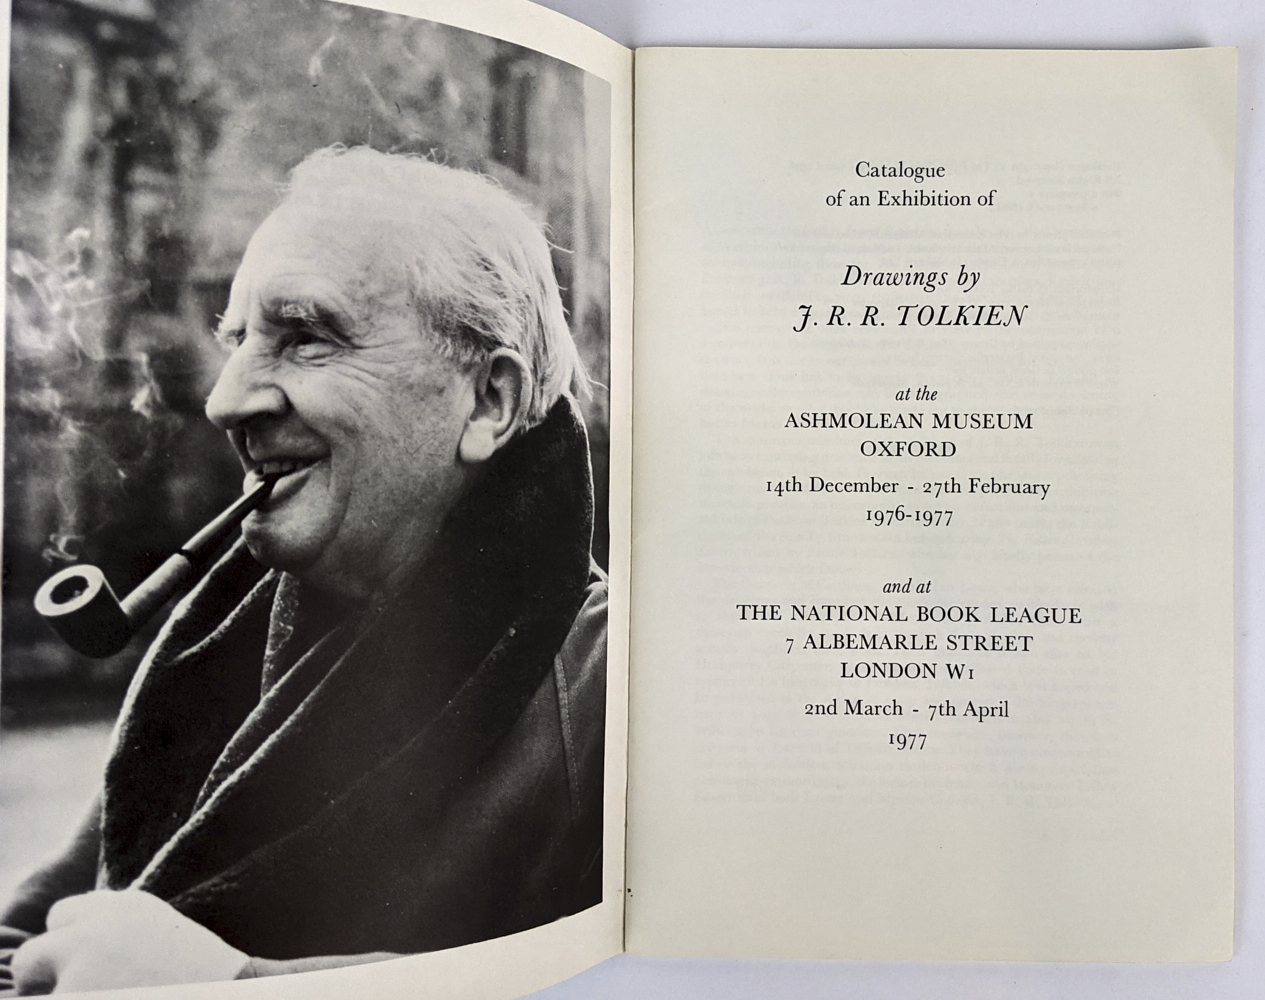 Catalogue
of an Exhibition of
Drawings by
J. R. R. TOLKIEN
at the
ASHMOLEAN MUSEUM
OXFORD
14th December - 27th February
1976-1977
and at
THE NATIONAL BOOK LEAGUE
7 ALBEMARLE STREET
LONDON W1
2nd March - 7th April
1977